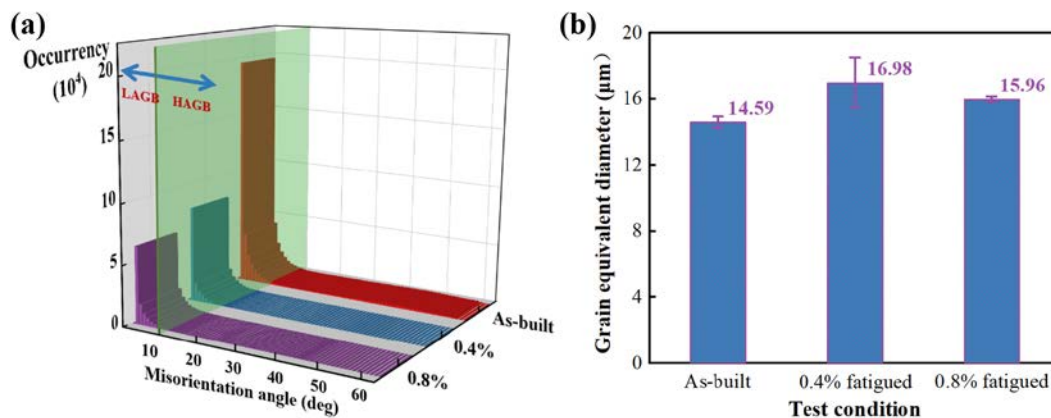 (a)
Occurrency
(10⁴)
LAGB HAGB
20
15
10
5
0
10 20 30 40 50 60
Misorientation angle (deg)
0.8%
0.4%
As-built
(b)
Grain equivalent diameter (μm)
20
16
12
8
4
0
14.59
16.98
15.96
As-built 0.4% fatigued 0.8% fatigued
Test condition